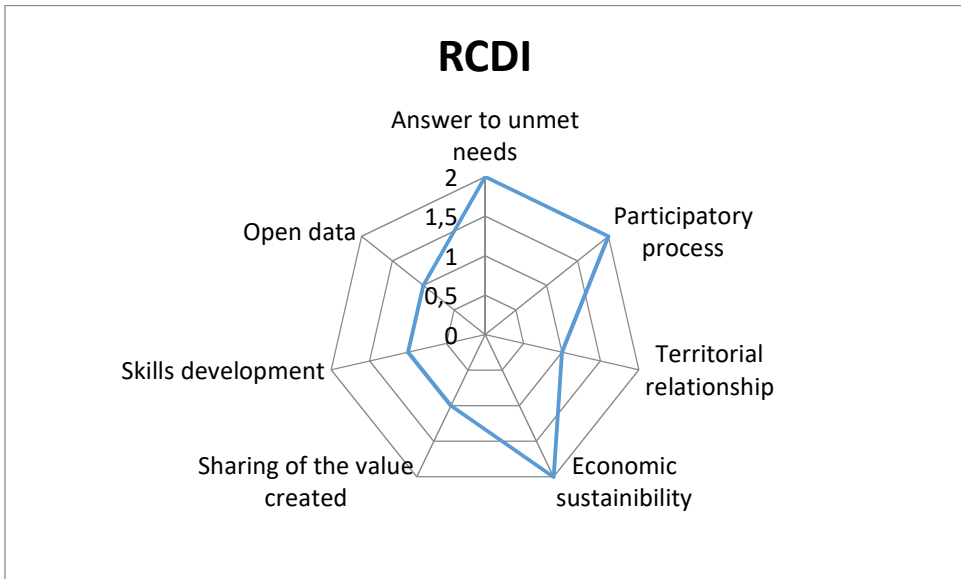 RCDI
Answer to unmet
needs
2
1,5
1
0,5
0
Participatory
process
Territorial
relationship
Economic
sustainibility
Sharing of the value
created
Skills development
Open data